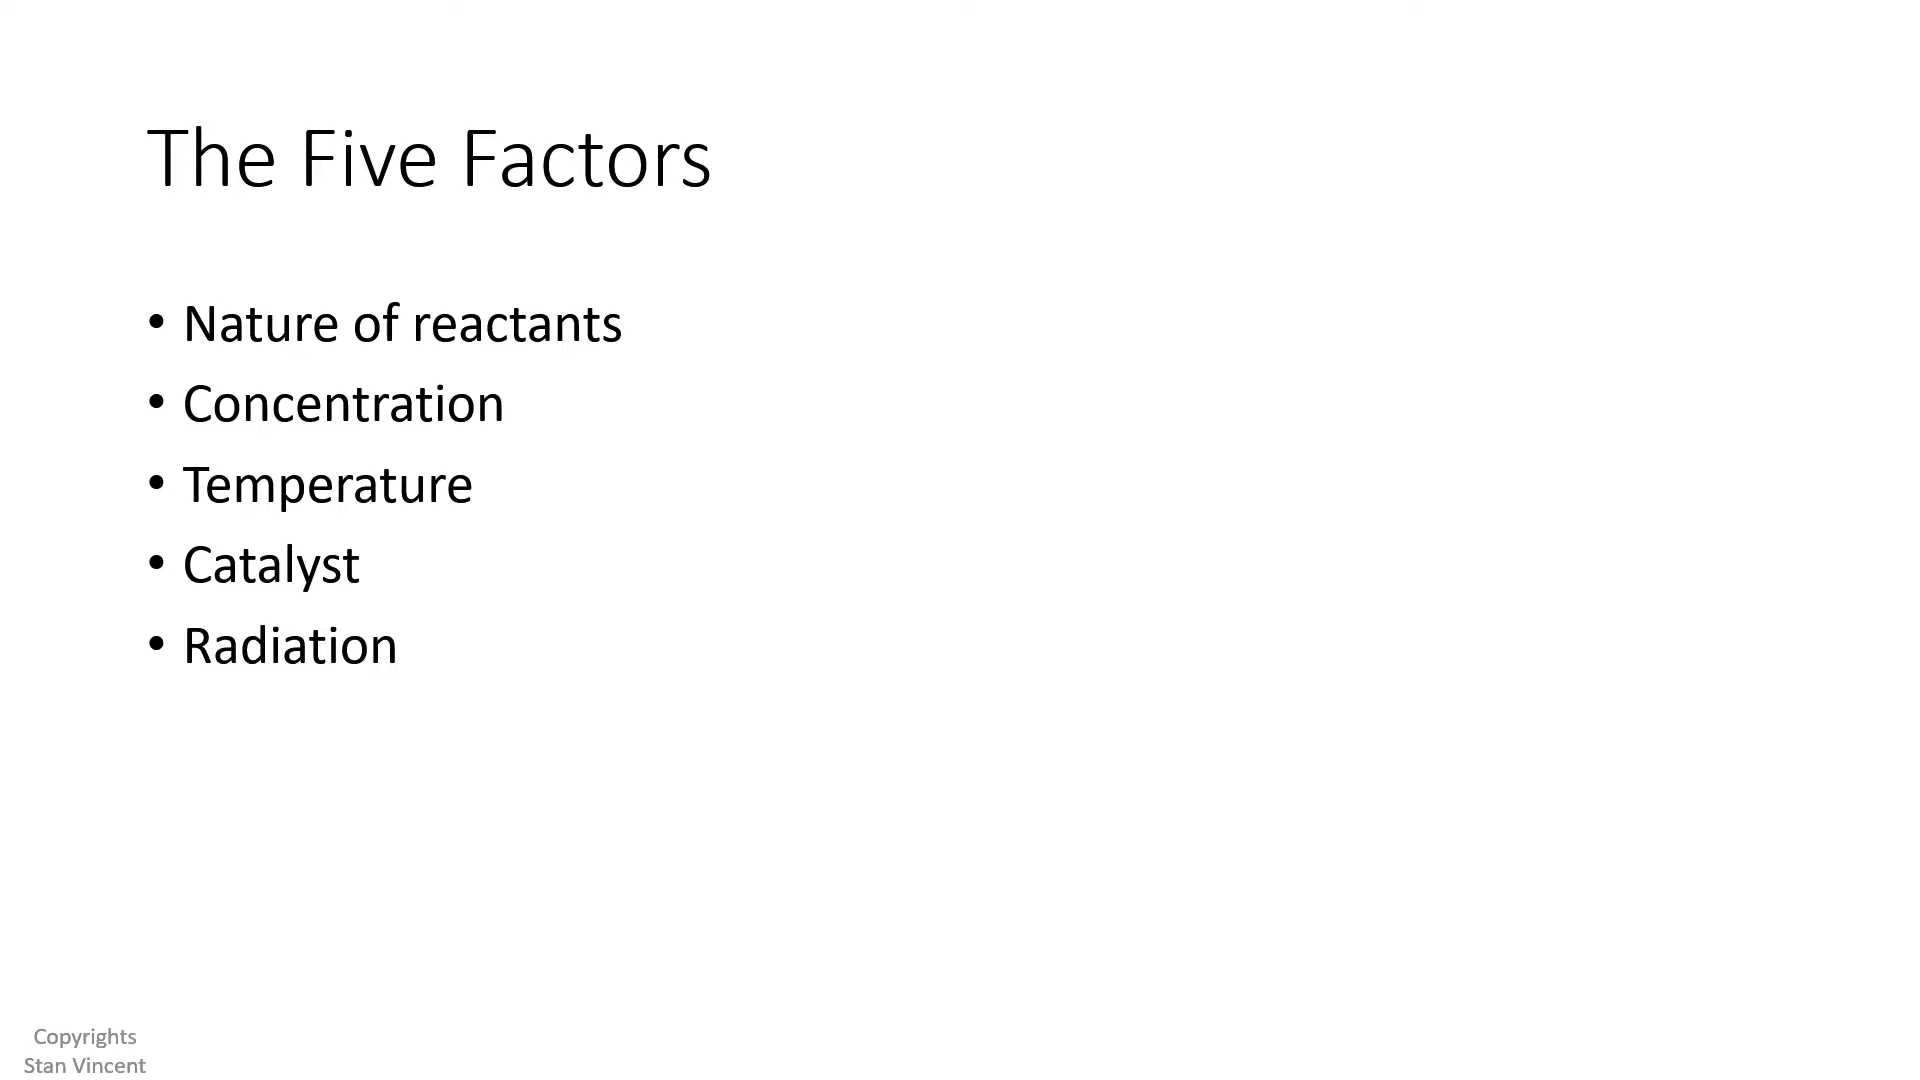 The Five Factors
• Nature of reactants
• Concentration
• Temperature
• Catalyst
• Radiation
Copyrights
Stan Vincent